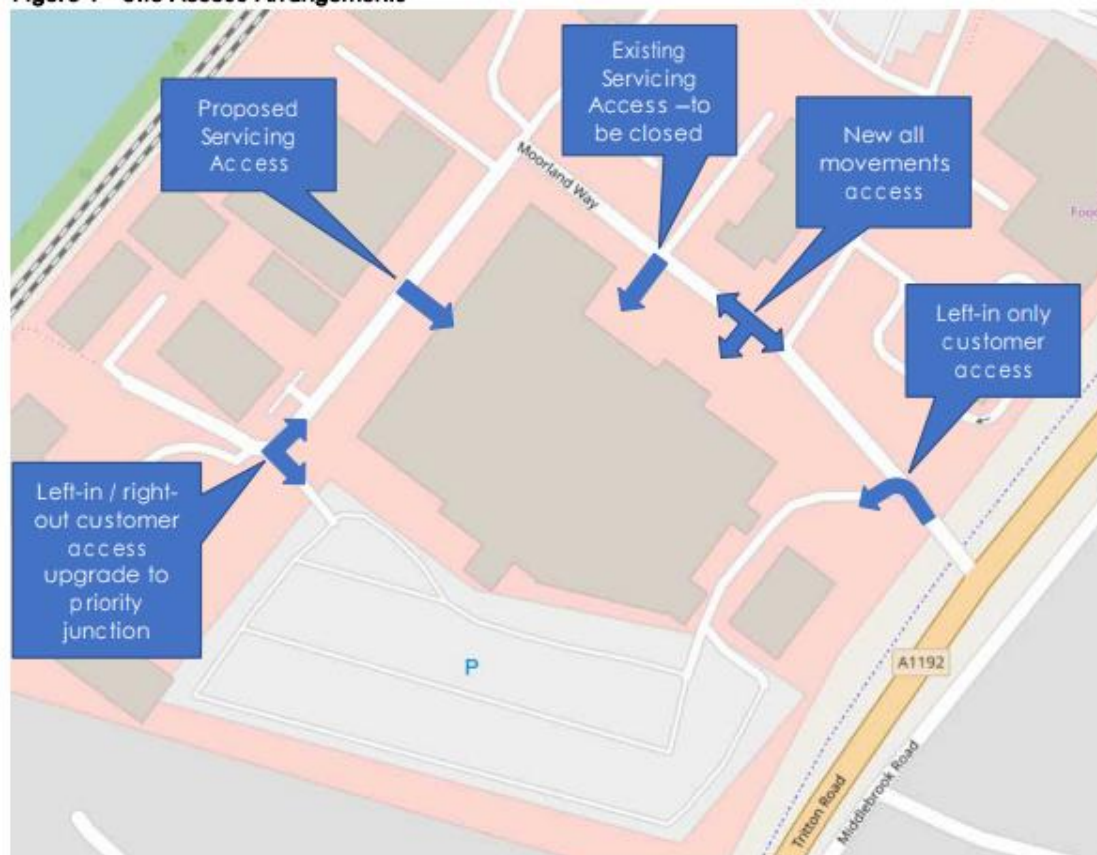 Proposed
Servicing
Access
Existing
Servicing
Access –to
be closed
New all
movements
access
Moorland Way
Left-in only
customer
access
Left-in / right-
out customer
access
upgrade to
priority
junction
P
A1192
Tritton Road
Middlebrook Road